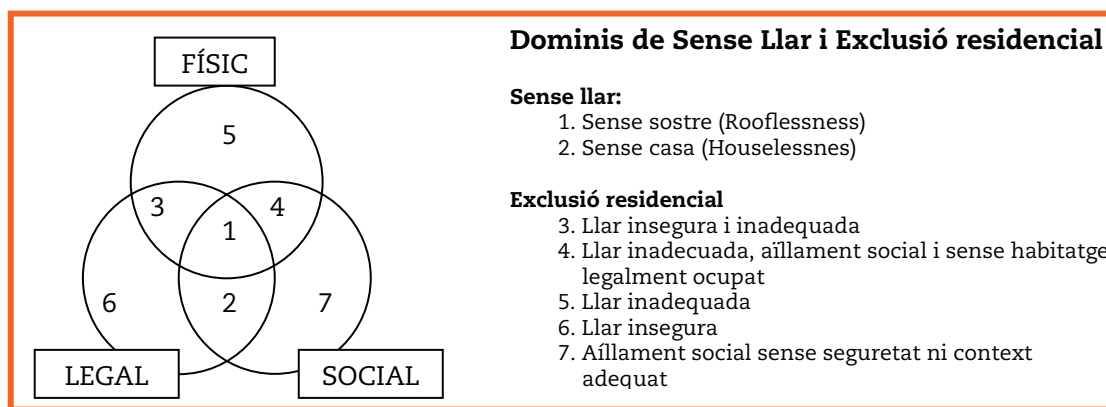 FÍSIC
5
3
4
1
6
2
7
LEGAL
SOCIAL
Dominis de Sense Llar i Exclusió residencial
Sense llar:
1. Sense sostre (Rooflessness)
2. Sense casa (Houselessnes)
Exclusió residencial
3. Llar insegura i inadequada
4. Llar inadecuada, aïllament social i sense habitatge
legalment ocupat
5. Llar inadequada
6. Llar insegura
7. Aíllament social sense seguretat ni context
adequat